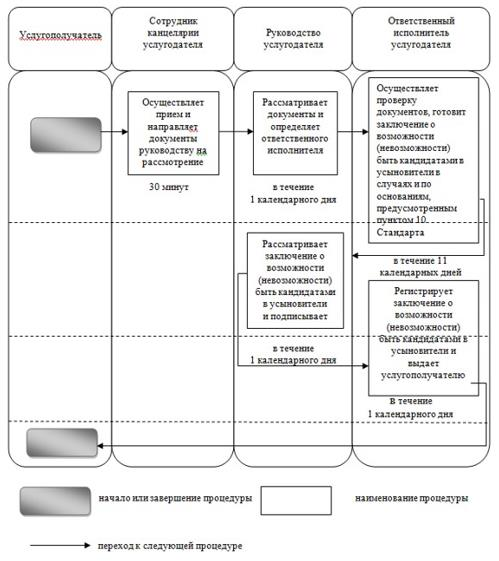 Услугополучатель
Сотрудник
канцелярии
услугодателя
Руководство
услугодателя
Ответственный
исполнитель
услугодателя
Осуществляет
прием и
направляет
документы
руководству на
рассмотрение
30 минут
Рассматривает
документы и
определяет
ответственного
исполнителя
в течение
1 календарного дня
Осуществляет
проверку
документов, готовит
заключение о
возможности
(невозможности)
быть кандидатами в
усыновители в
случаях и по
основаниям,
предусмотренным
пунктом 10
Стандарта
в течение 11
календарных дней
Рассматривает
заключение о
возможности
(невозможности)
быть кандидатами
в усыновители
и подписывает
в течение
1 календарного дня
Регистрирует
заключение о
возможности
(невозможности)
быть кандидатами в
усыновители и
выдает
услугополучателю
в течение
1 календарного дня
начало или завершение процедуры
наименование процедуры
переход к следующей процедуре